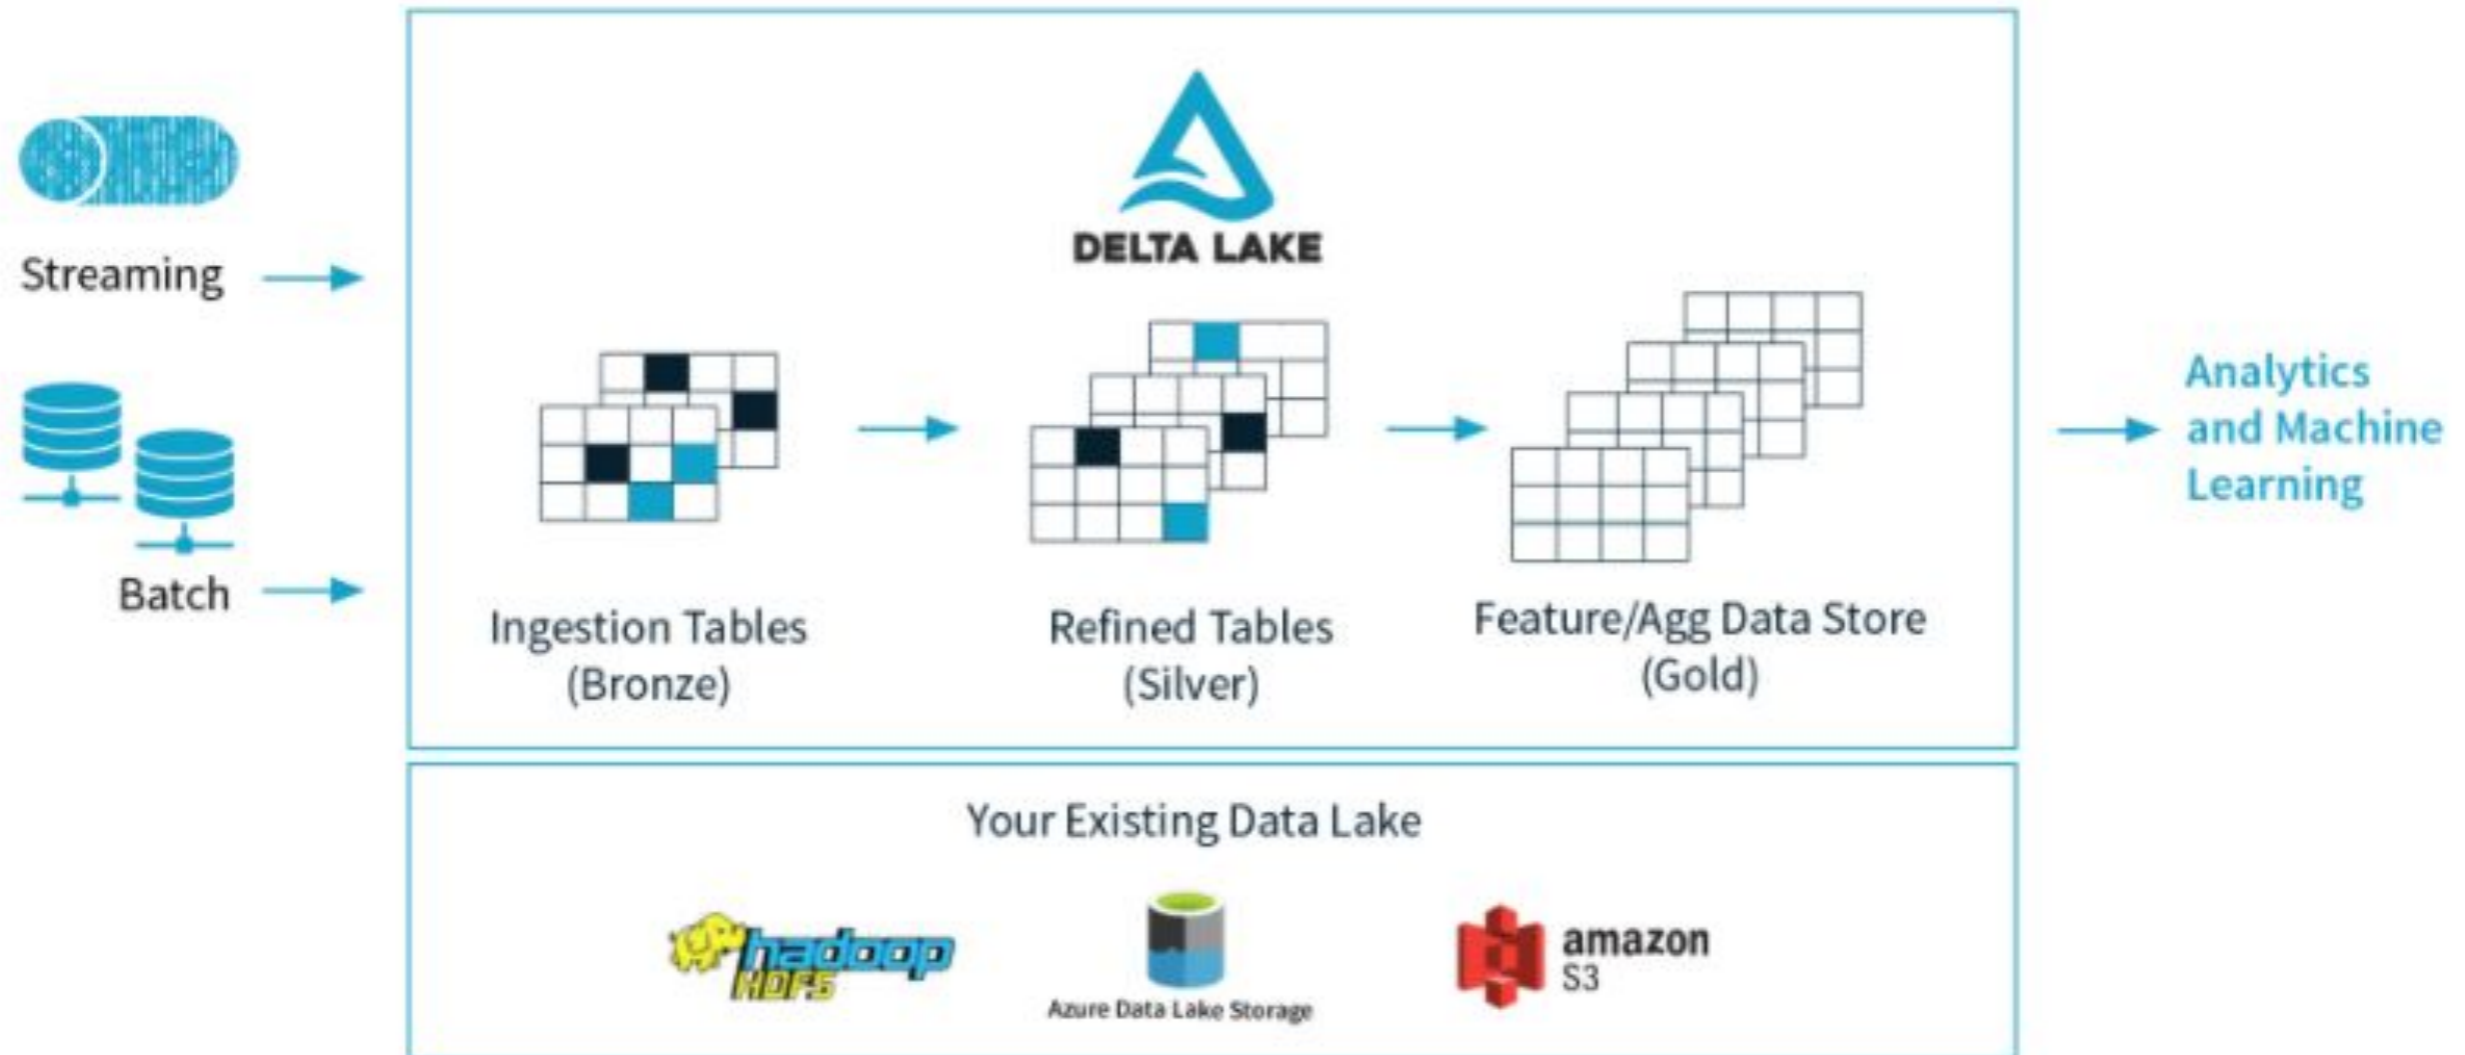 DELTA LAKE
Streaming
Batch
Ingestion Tables
(Bronze)
Refined Tables
(Silver)
Feature/Agg Data Store
(Gold)
Analytics
and Machine
Learning
Your Existing Data Lake
hadoop
HDFS
Azure Data Lake Storage
amazon
S3